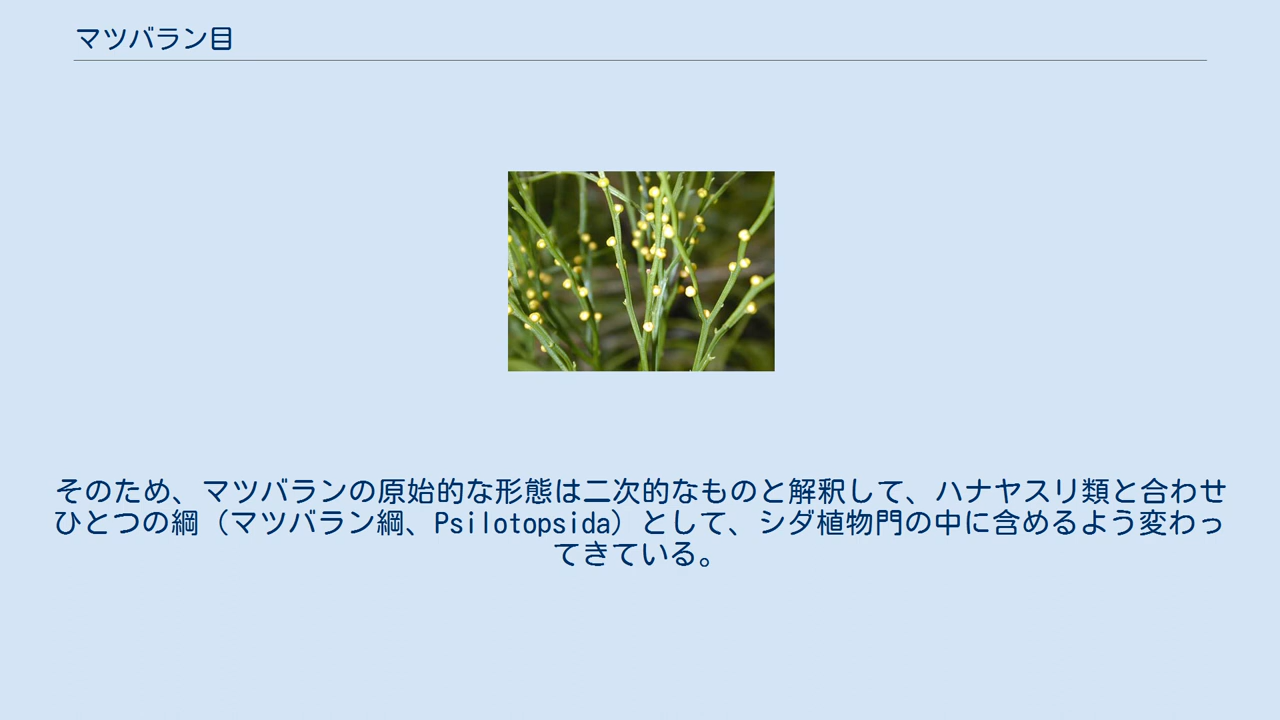 マツバラン目
そのため、マツバランの原始的な形態は二次的なものと解釈して、ハナヤスリ類と合わせ
ひとつの綱（マツバラン綱、Psilotopsida）として、シダ植物門の中に含めるよう変わっ
てきている。